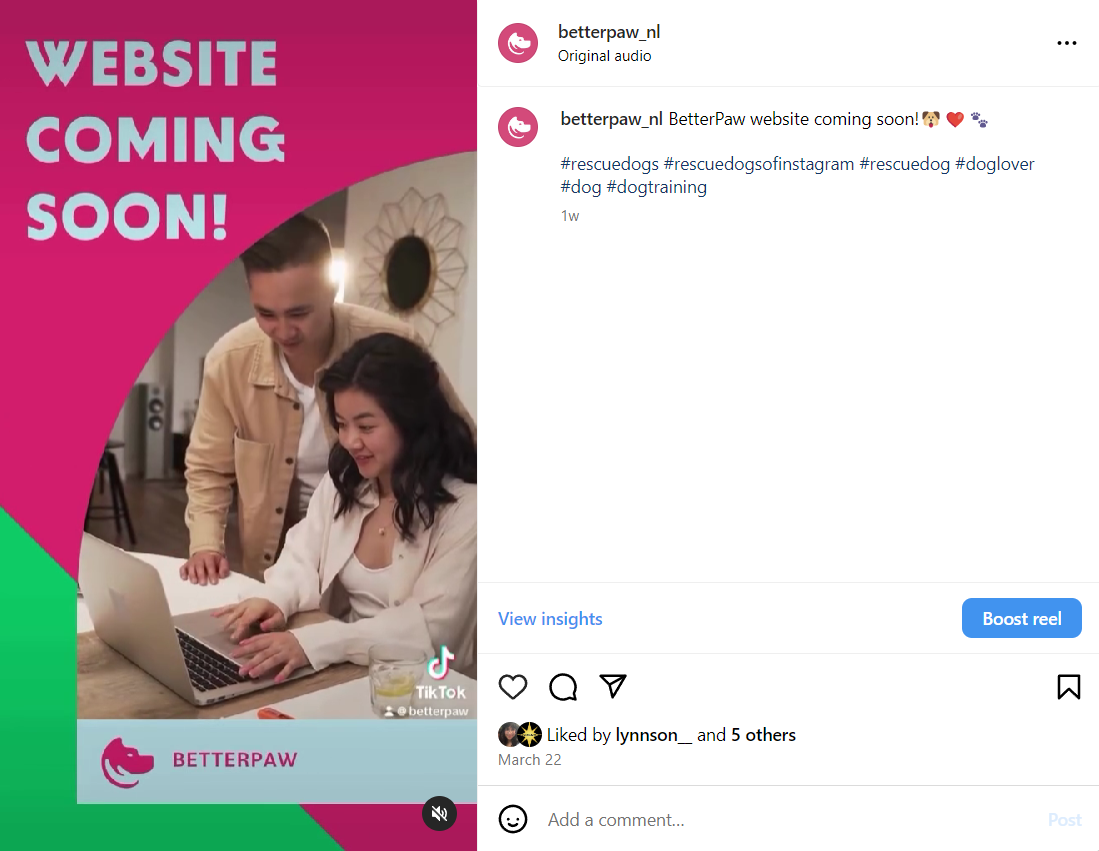 WEBSITE
COMING
SOON!
TikTok
@betterpaw
BETTERPAW
betterpaw_nl
Original audio
betterpaw_nl BetterPaw website coming soon!🐶 ❤️ 🐾
#rescuedogs #rescuedogsofinstagram #rescuedog #doglover
#dog #dogtraining
1w
View insights
Boost reel
Liked by lynnson__ and 5 others
March 22
Add a comment...
Post